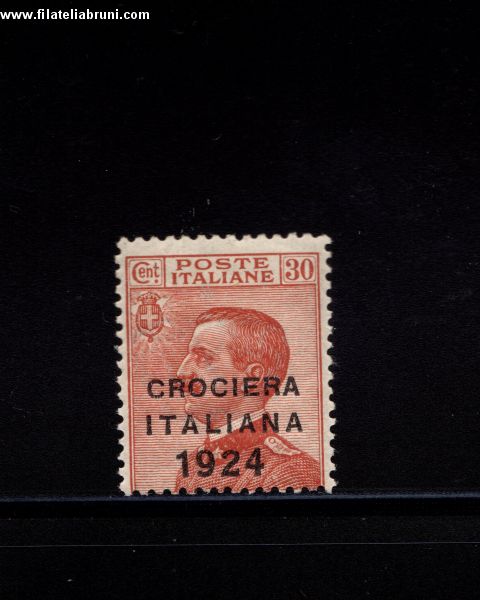 www.filateliabruni.com
Cent POSTE ITALIANE 30
CROCIERA
ITALIANA
1924